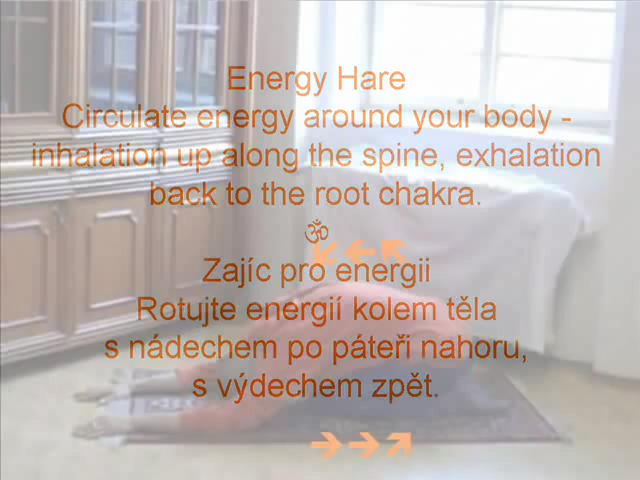 Energy Hare
Circulate energy around your body -
inhalation up along the spine, exhalation
back to the root chakra.
ॐ
Zajíc pro energii
Rotujte energií kolem těla
s nádechem po páteři nahoru,
s výdechem zpět.